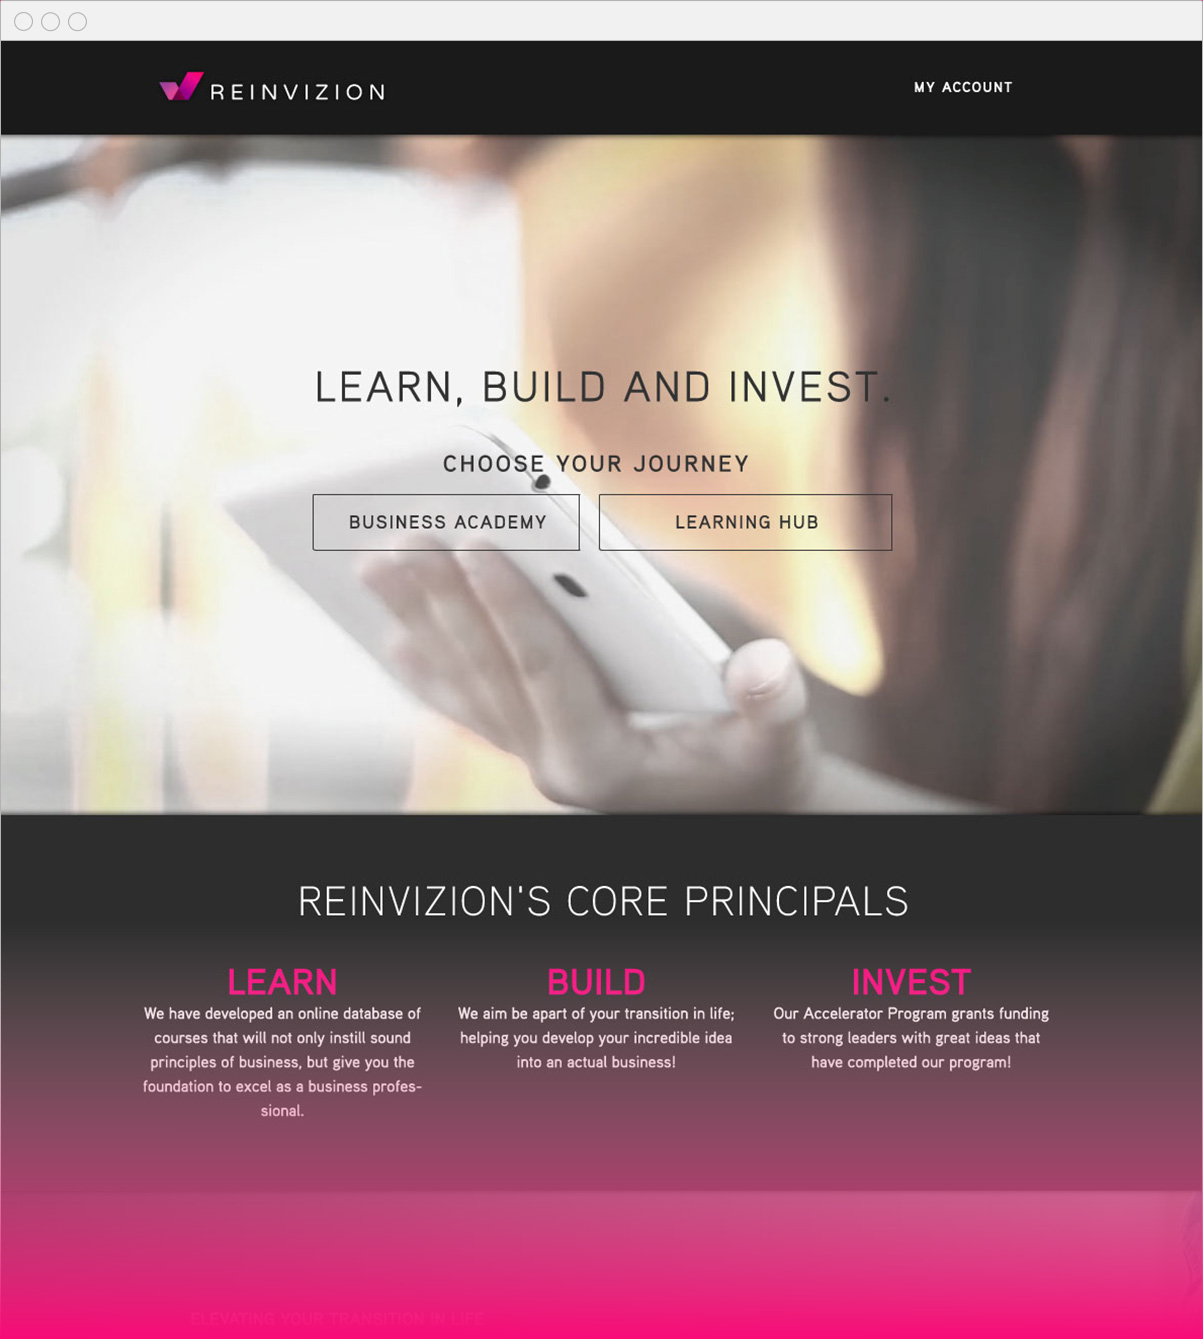 REINVIZION
MY ACCOUNT
LEARN, BUILD AND INVEST.
CHOOSE YOUR JOURNEY
BUSINESS ACADEMY
LEARNING HUB
REINVIZION'S CORE PRINCIPALS
LEARN
We have developed an online database of
courses that will not only instill sound
principles of business, but give you the
foundation to excel as a business profes-
sional.
BUILD
We aim be apart of your transition in life;
helping you develop your incredible idea
into an actual business!
INVEST
Our Accelerator Program grants funding
to strong leaders with great ideas that
have completed our program!
ELEVATING YOUR TRANSITION IN LIFE